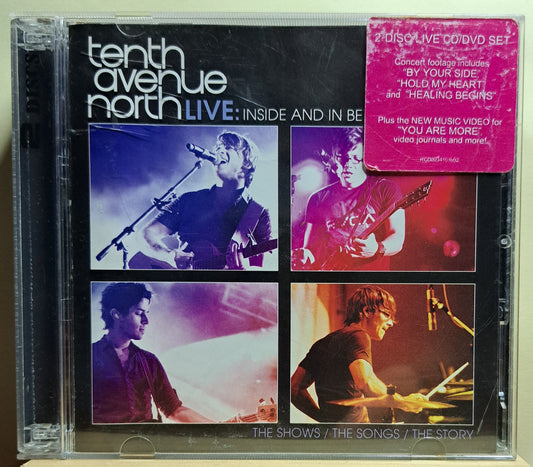 tenth
avenue
north LIVE: INSIDE AND IN BE
2 DISC LIVE CD/DVD SET
Concert footage includes
"BY YOUR SIDE,"
"HOLD MY HEART"
and "HEALING BEGINS"
Plus the NEW MUSIC VIDEO for
"YOU ARE MORE"
video journals and more!
THE SHOWS / THE SONGS / THE STORY